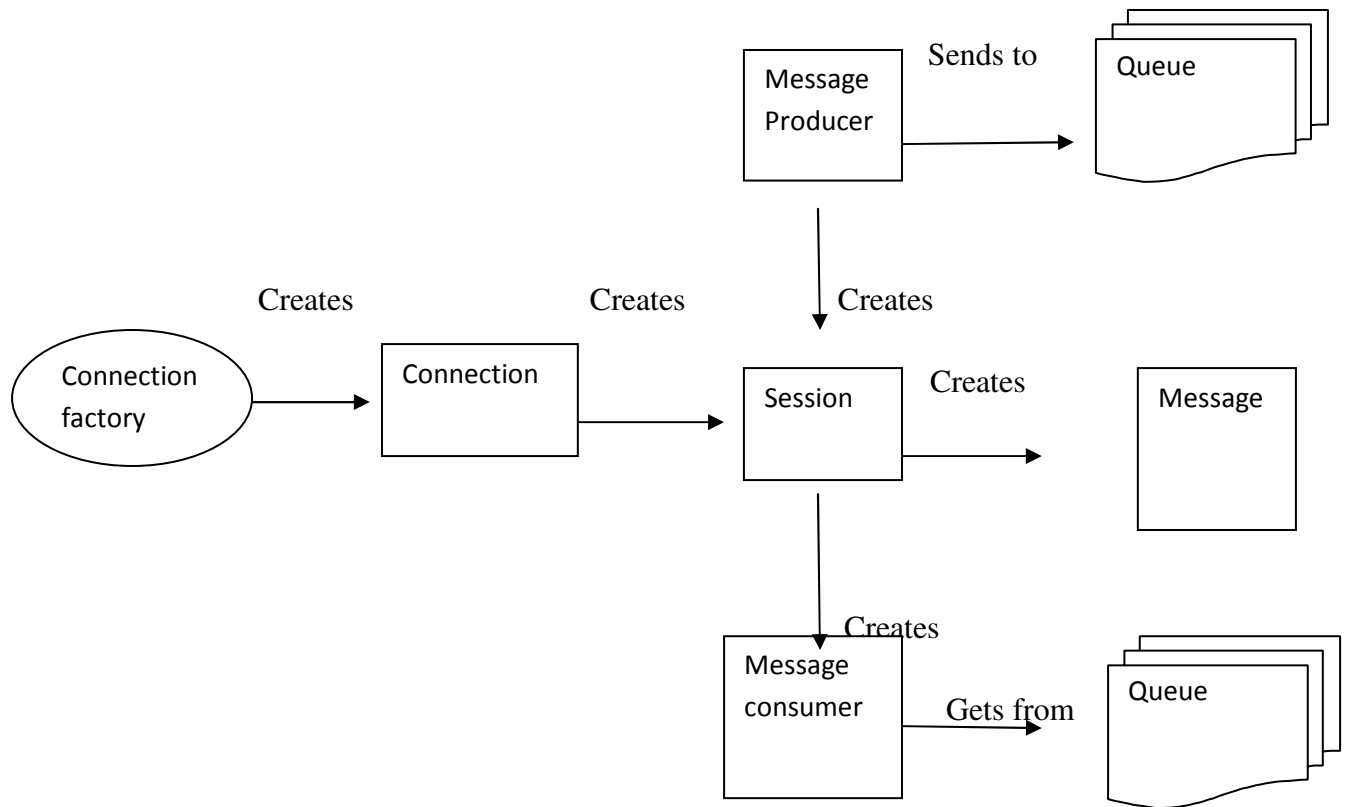 Sends to
Message
Producer
Queue
Creates
Creates
Creates
Connection
factory
Connection
Session
Creates
Message
Creates
Message
consumer
Gets from
Queue